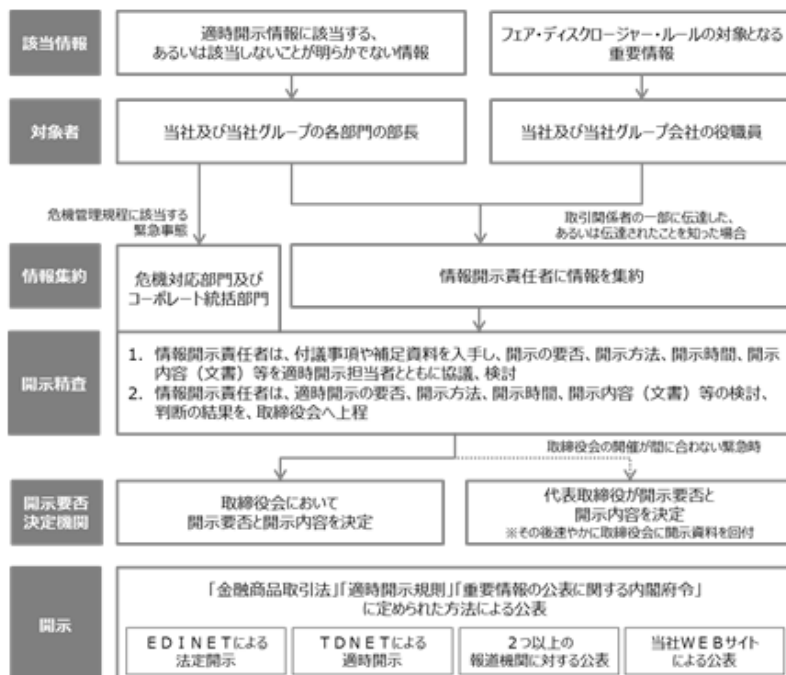 該当情報
適時開示情報に該当する、
あるいは該当しないことが明らかでない情報
フェア・ディスクロージャー・ルールの対象となる
重要情報
対象者
当社及び当社グループの各部門の部長
当社及び当社グループ会社の役職員
危機管理規程に該当する
緊急事態
取引関係者の一部に伝達した、
あるいは伝達されたことを知った場合
情報集約
危機対応部門及び
コーポレート統括部門
情報開示責任者に情報を集約
開示精査
1. 情報開示責任者は、付議事項や補足資料を入手し、開示の要否、開示方法、開示時間、開示
内容（文書）等を適時開示担当者とともに協議、検討
2. 情報開示責任者は、適時開示の要否、開示方法、開示時間、開示内容（文書）等の検討、
判断の結果を、取締役会へ上程
取締役会の開催が間に合わない緊急時
開示要否
決定機関
取締役会において
開示要否と開示内容を決定
代表取締役が開示要否と
開示内容を決定
※その後速やかに取締役会に開示資料を回付
開示
「金融商品取引法」「適時開示規則」「重要情報の公表に関する内閣府令」
に定められた方法による公表
ＥＤＩＮＥＴによる
法定開示
ＴＤＮＥＴによる
適時開示
２つ以上の
報道機関に対する公表
当社ＷＥＢサイト
による公表